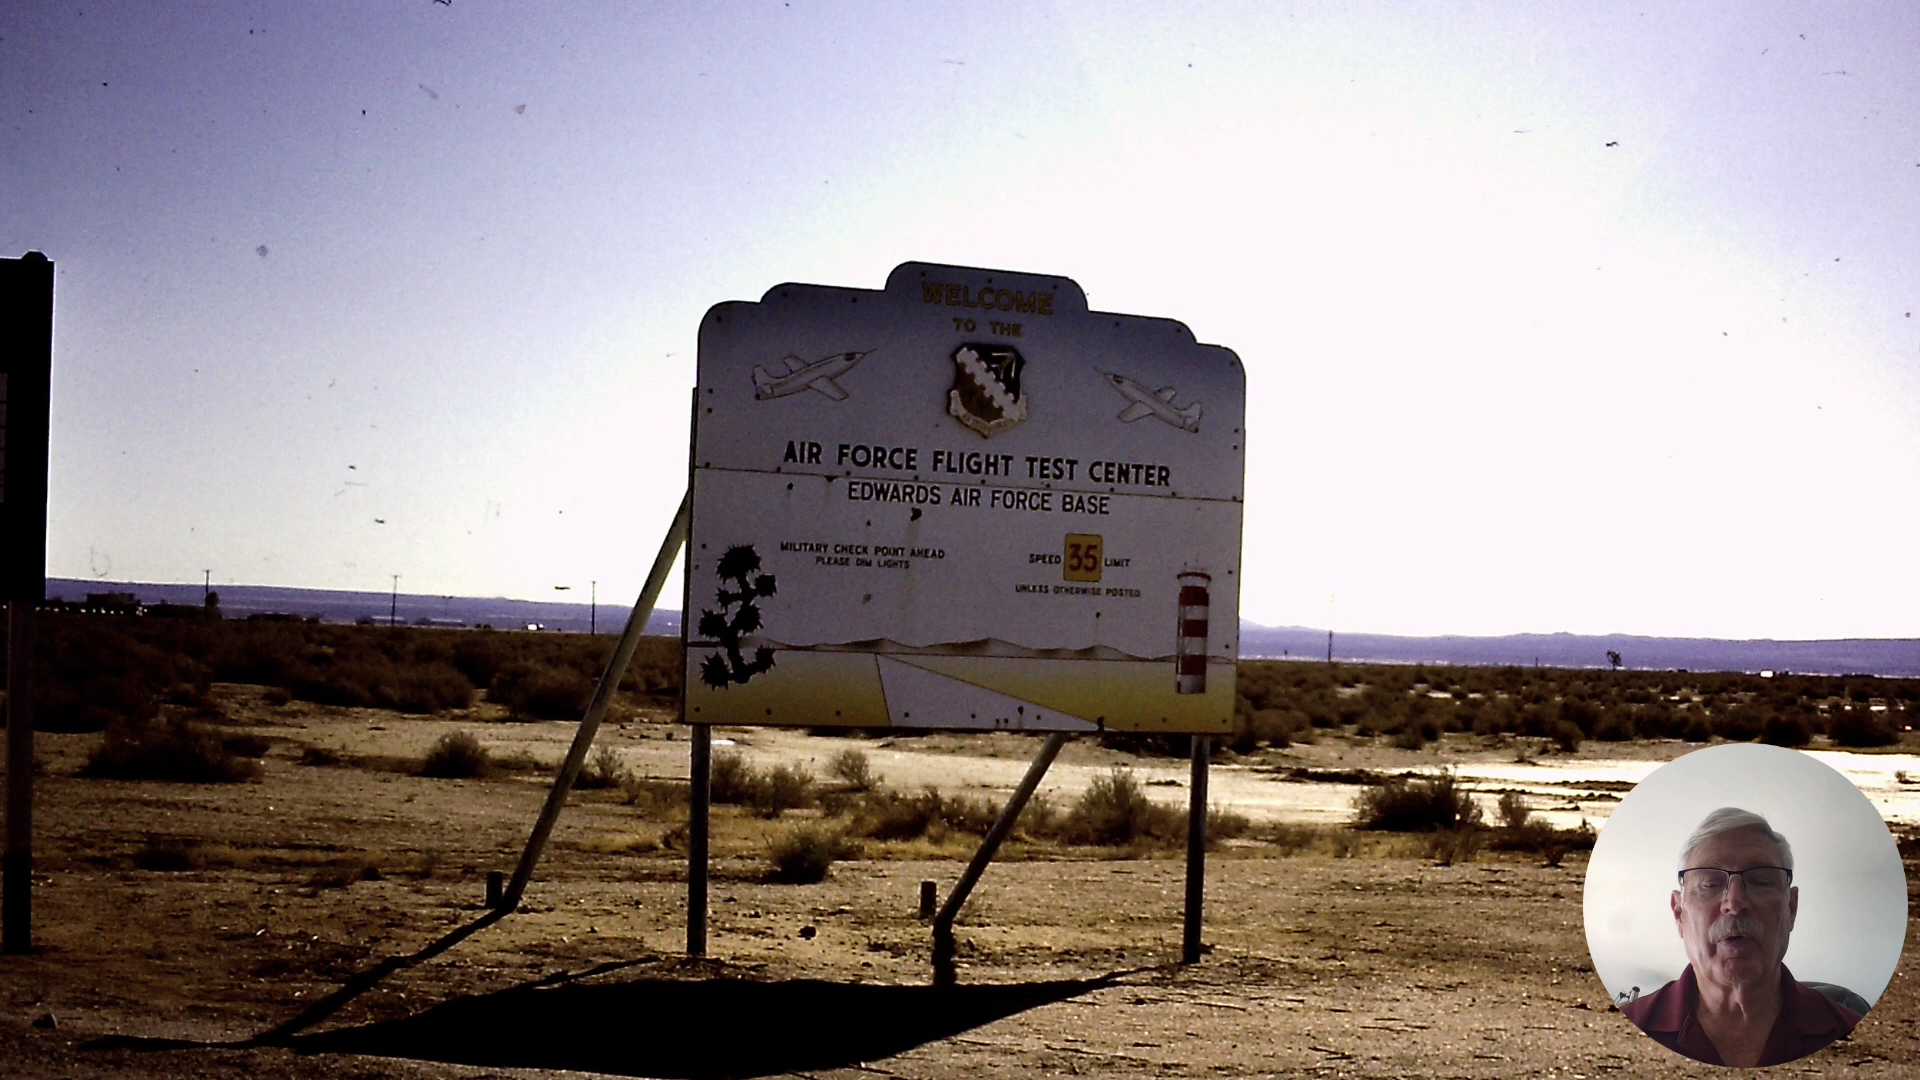 WELCOME
TO THE
AIR FORCE FLIGHT TEST CENTER
EDWARDS AIR FORCE BASE
MILITARY CHECK POINT AHEAD
PLEASE DIM LIGHTS
SPEED 35 LIMIT
UNLESS OTHERWISE POSTED